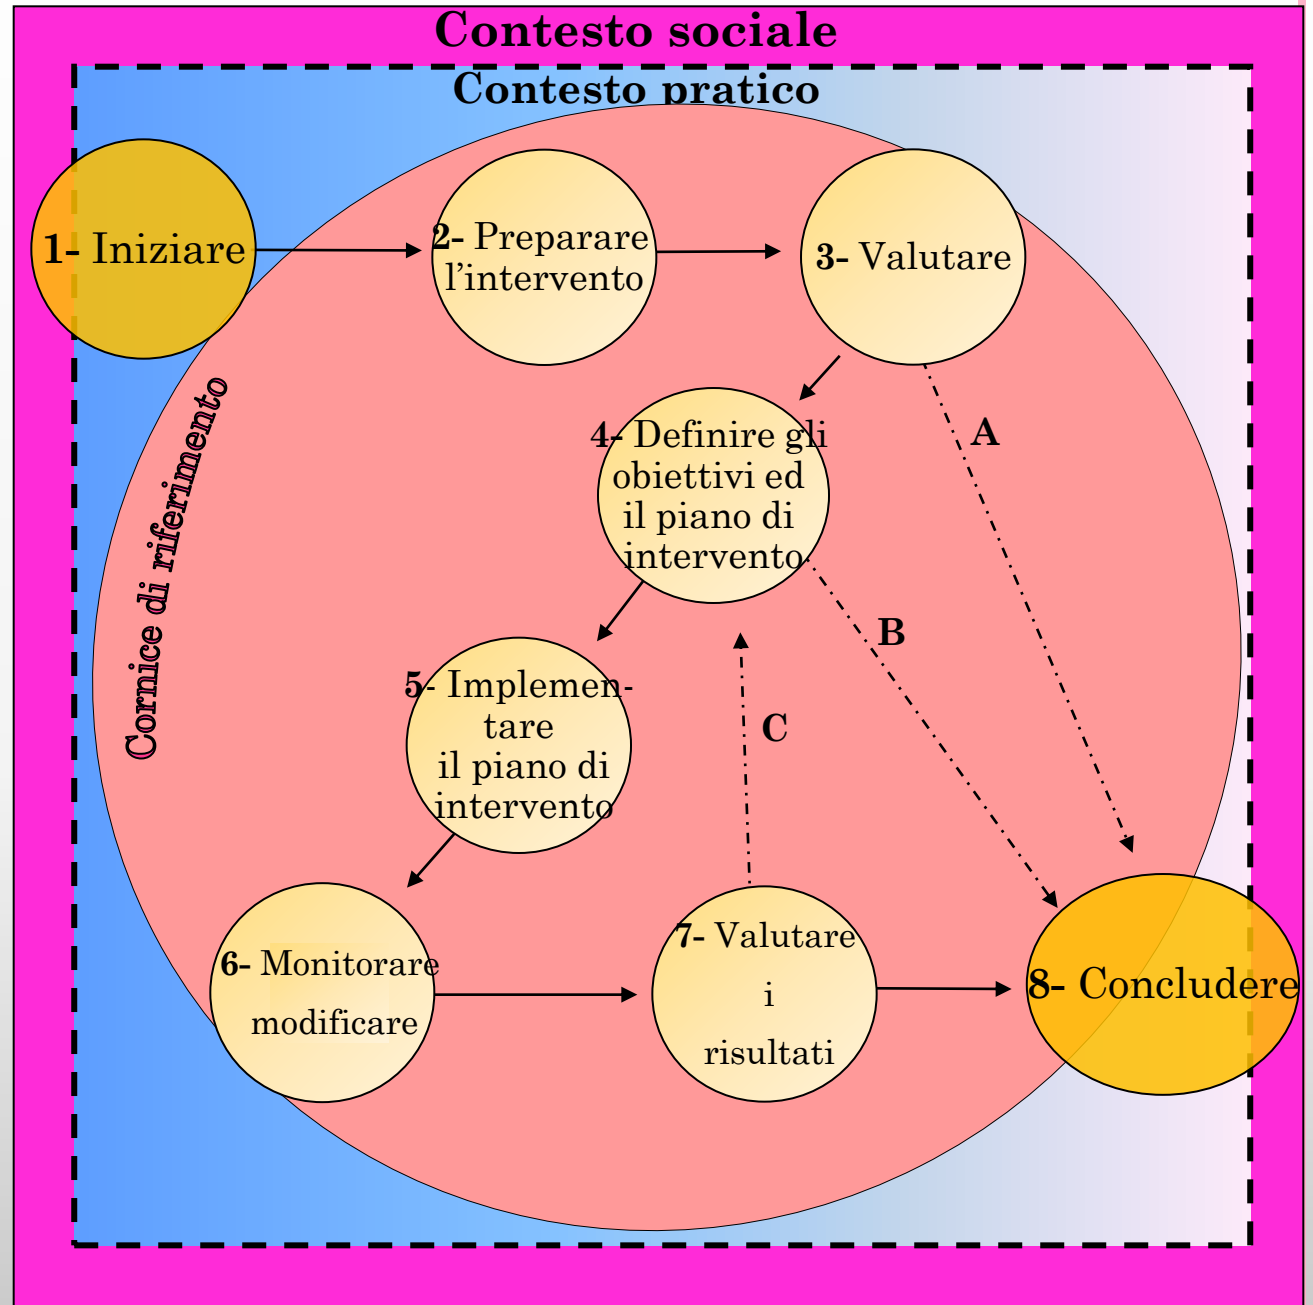 Contesto sociale
Contesto pratico
1- Iniziare
2- Preparare
l’intervento
3- Valutare
Cornice di riferimento
4- Definire gli
obiettivi ed
il piano di
intervento
A
B
5- Implemen-
tare
il piano di
intervento
C
6- Monitorare
modificare
7- Valutare
i
risultati
8- Concludere